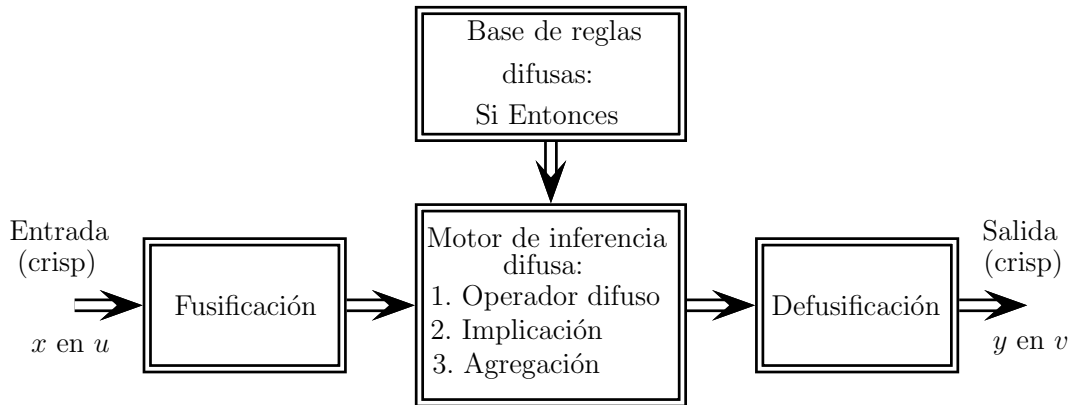 Base de reglas
difusas:
Si Entonces
Entrada
(crisp)
x en u
Fusificación
Motor de inferencia
difusa:
1. Operador difuso
2. Implicación
3. Agregación
Defusificación
Salida
(crisp)
y en v